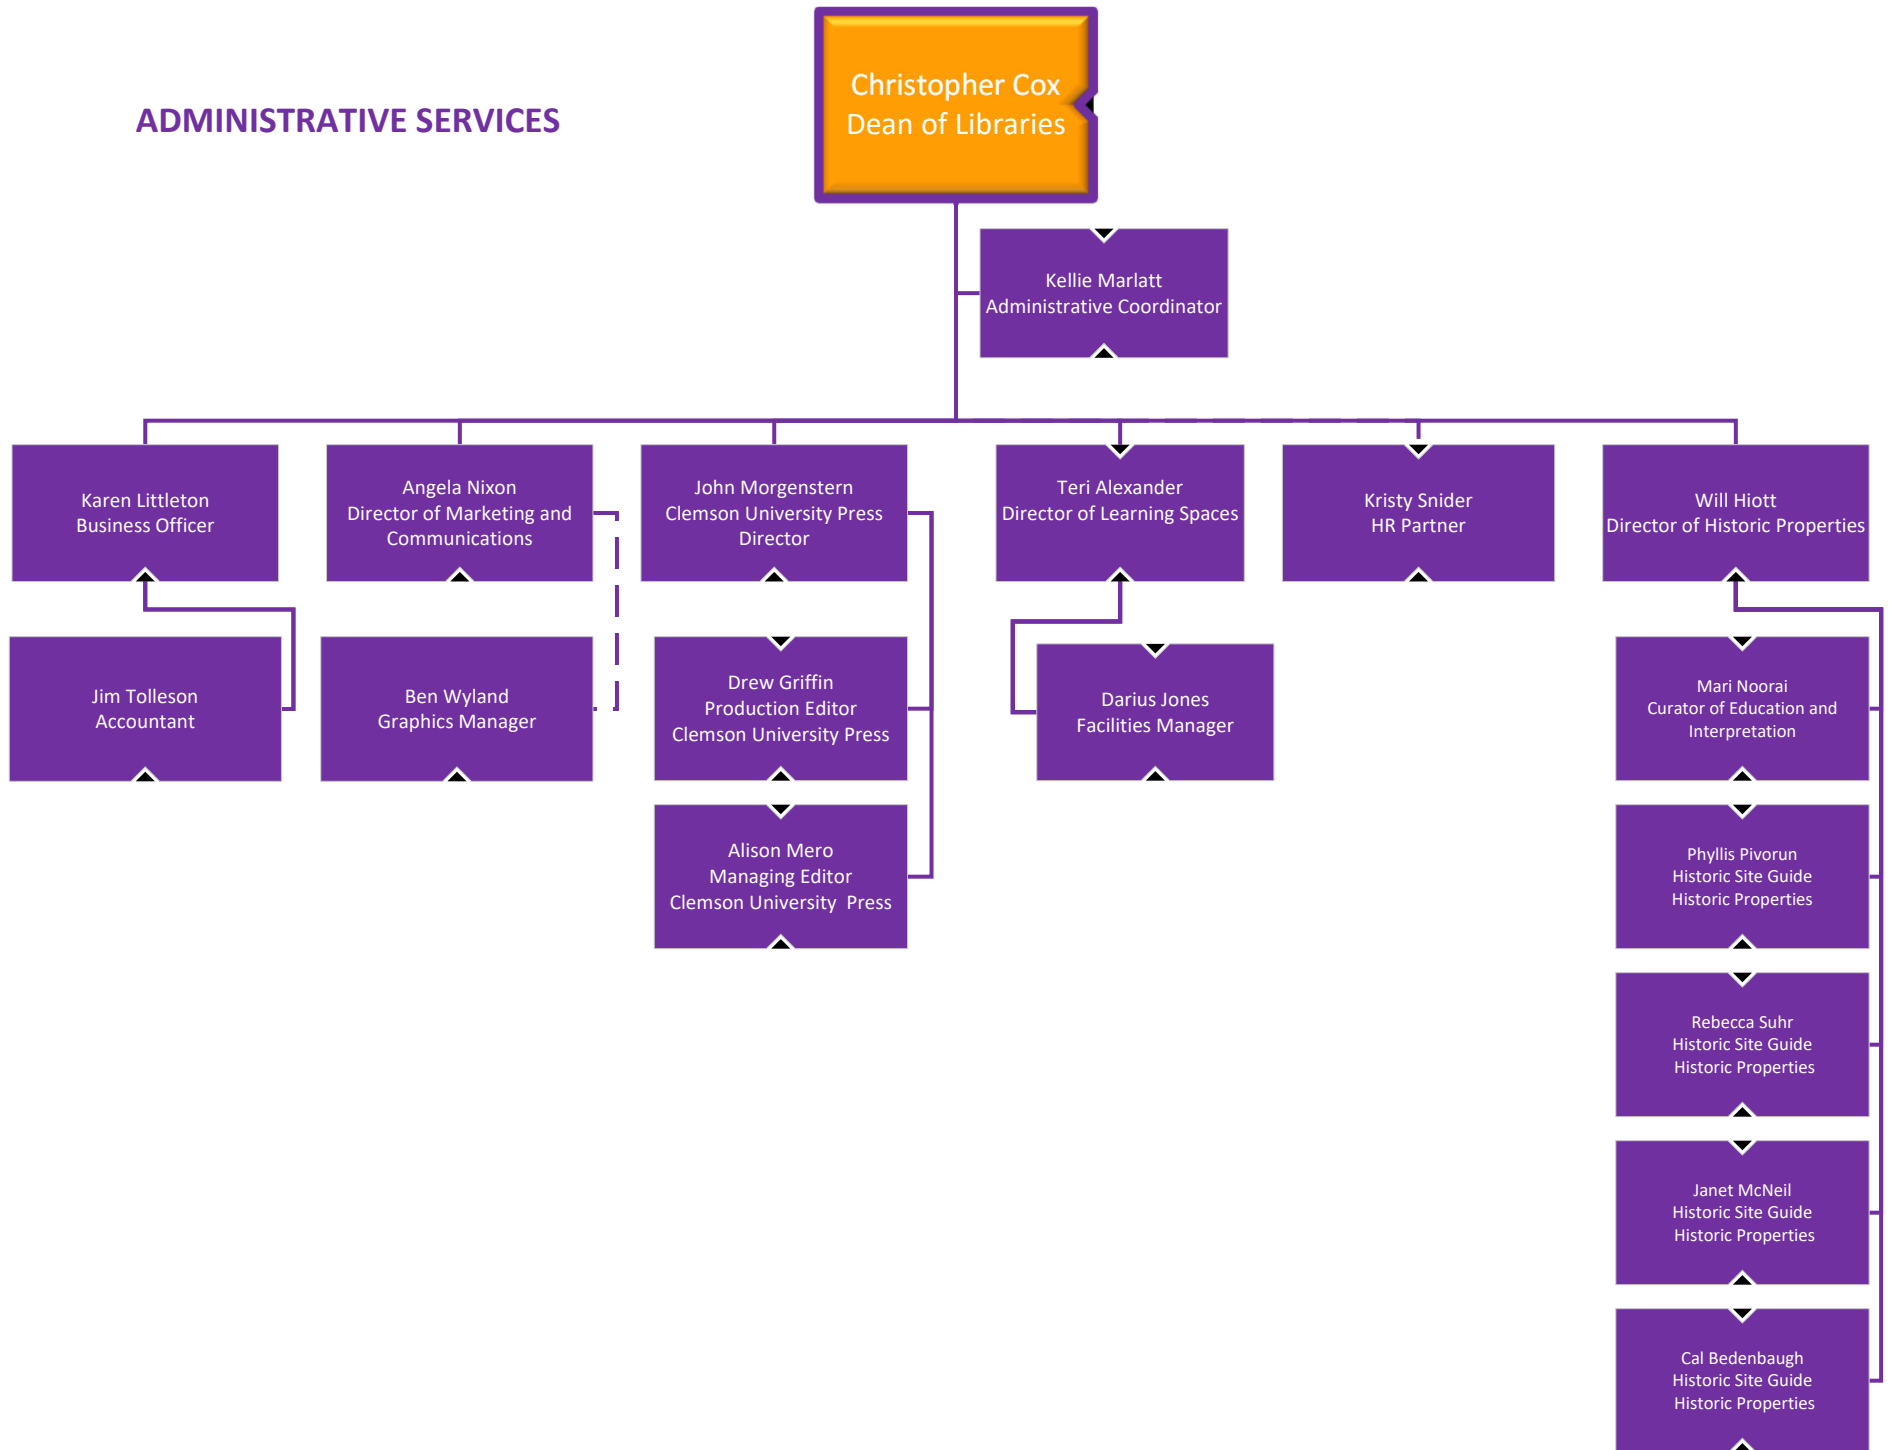 ADMINISTRATIVE SERVICES
Christopher Cox
Dean of Libraries
Kellie Marlatt
Administrative Coordinator
Karen Littleton
Business Officer
Angela Nixon
Director of Marketing and
Communications
John Morgenstern
Clemson University Press
Director
Teri Alexander
Director of Learning Spaces
Kristy Snider
HR Partner
Will Hiott
Director of Historic Properties
Jim Tolleson
Accountant
Ben Wyland
Graphics Manager
Drew Griffin
Production Editor
Clemson University Press
Darius Jones
Facilities Manager
Mari Noorai
Curator of Education and
Interpretation
Alison Mero
Managing Editor
Clemson University Press
Phyllis Pivorun
Historic Site Guide
Historic Properties
Rebecca Suhr
Historic Site Guide
Historic Properties
Janet McNeil
Historic Site Guide
Historic Properties
Cal Bedenbaugh
Historic Site Guide
Historic Properties